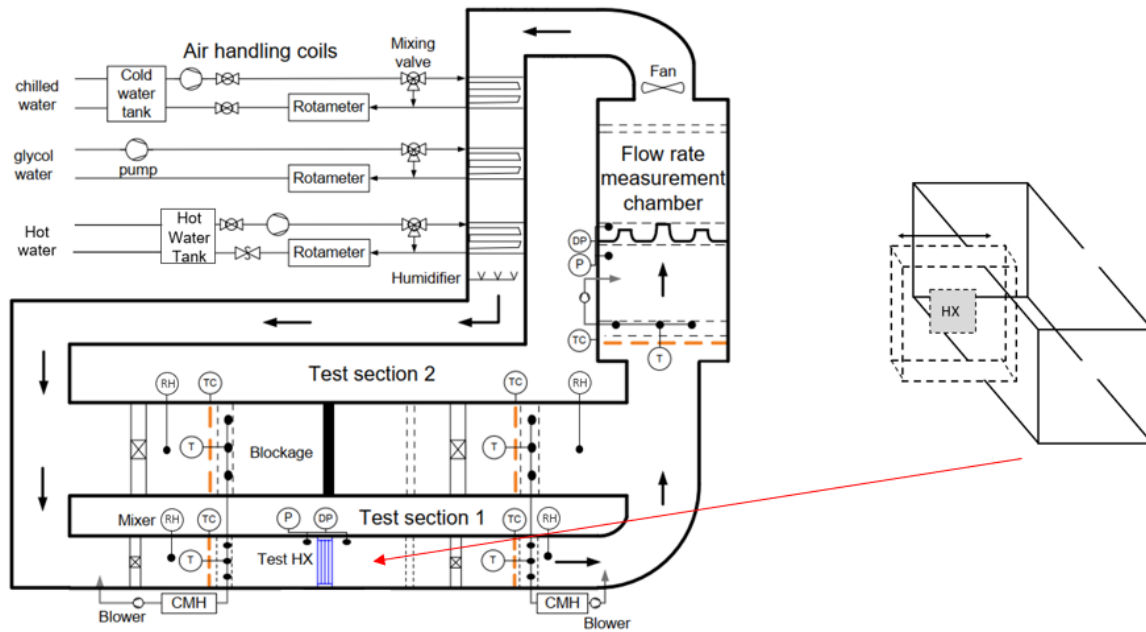 Air handling coils
Mixing
valve
Fan
chilled
water
Cold
water
tank
Rotameter
glycol
water
pump
Rotameter
Flow rate
measurement
chamber
Hot
water
Hot
Water
Tank
Rotameter
Humidifier
DP
P
TC
T
HX
Test section 2
RH
TC
TC
RH
T
Blockage
T
Mixer
RH
TC
P
DP
Test section 1
TC
RH
T
Test HX
T
Blower
CMH
CMH
Blower